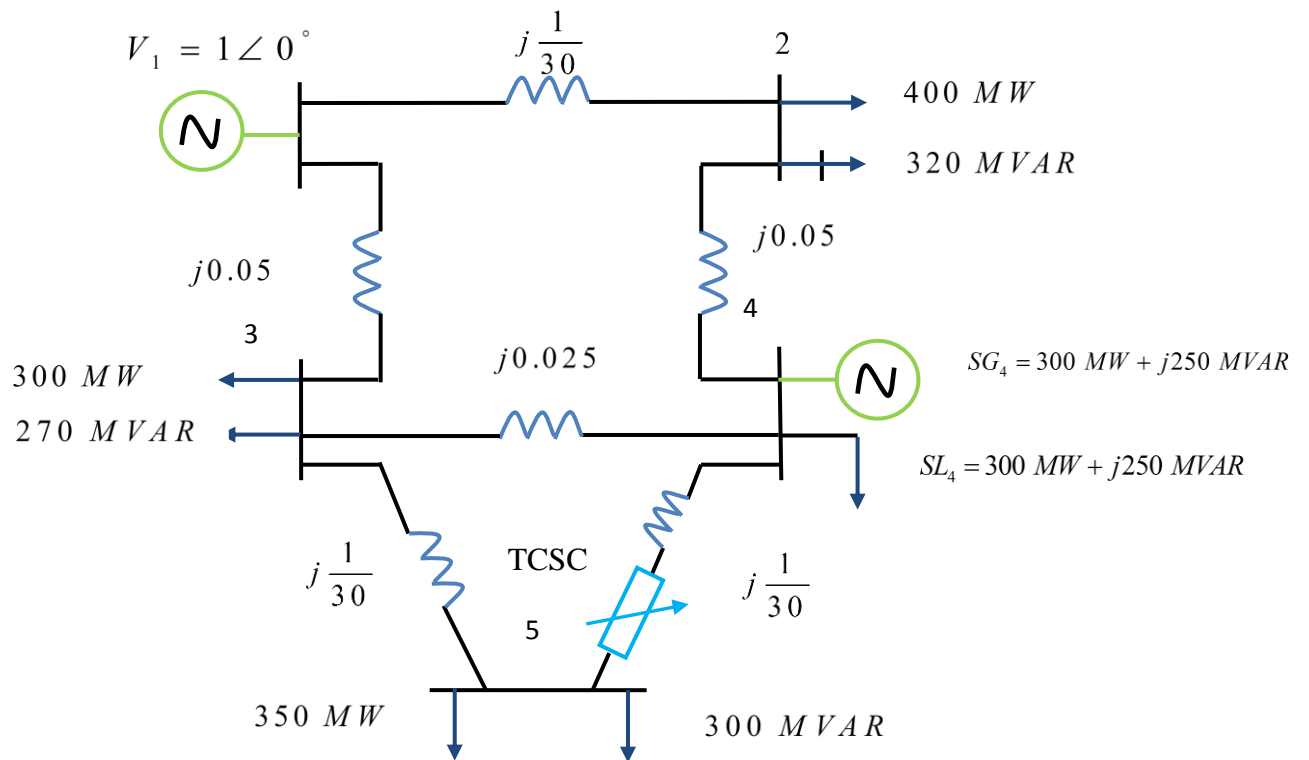 V₁ = 1∠0°
j 1/30
2
400 MW
320 MVAR
j0.05
j0.05
4
3
j0.025
300 MW
270 MVAR
SG₄ = 300 MW + j250 MVAR
SL₄ = 300 MW + j250 MVAR
TCSC
j 1/30
j 1/30
5
350 MW
300 MVAR